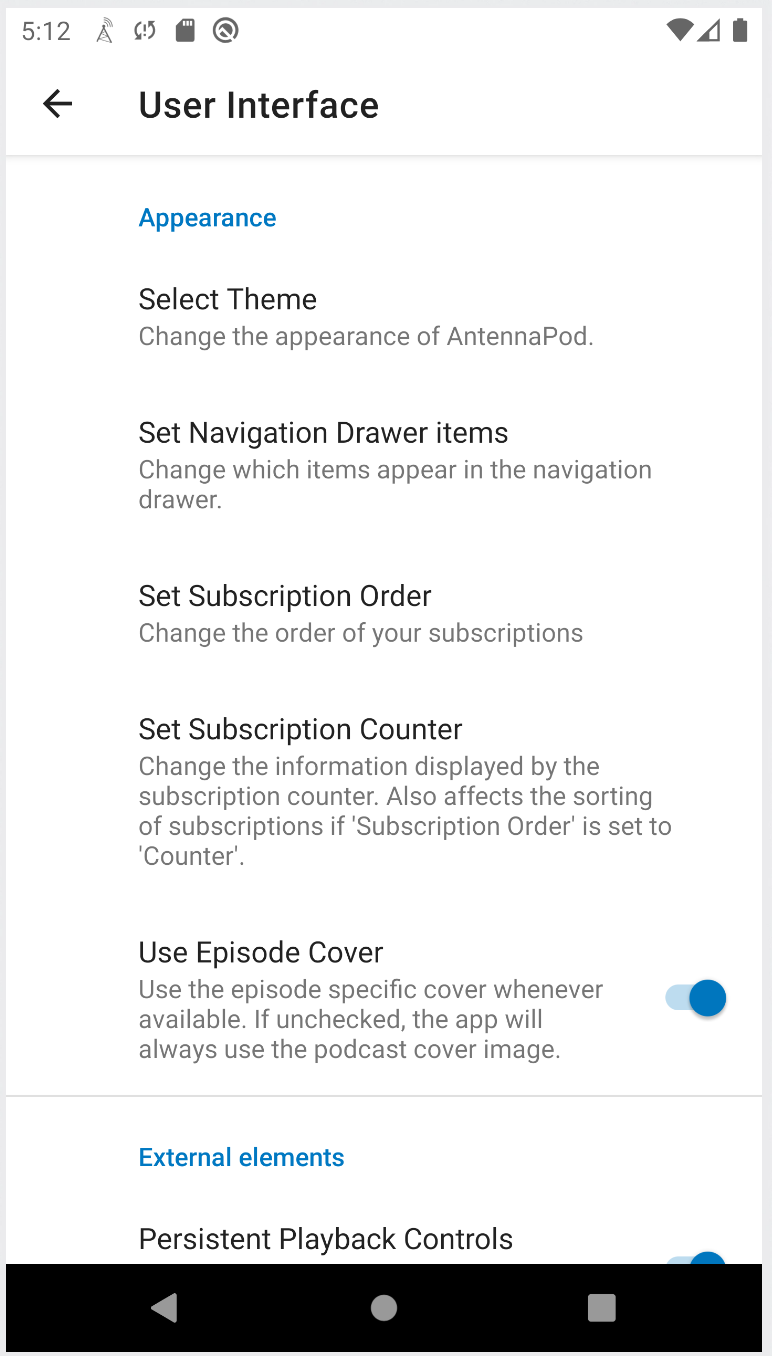 5:12
User Interface
Appearance
Select Theme
Change the appearance of AntennaPod.
Set Navigation Drawer items
Change which items appear in the navigation
drawer.
Set Subscription Order
Change the order of your subscriptions
Set Subscription Counter
Change the information displayed by the
subscription counter. Also affects the sorting
of subscriptions if 'Subscription Order' is set to
'Counter'.
Use Episode Cover
Use the episode specific cover whenever
available. If unchecked, the app will
always use the podcast cover image.
External elements
Persistent Playback Controls